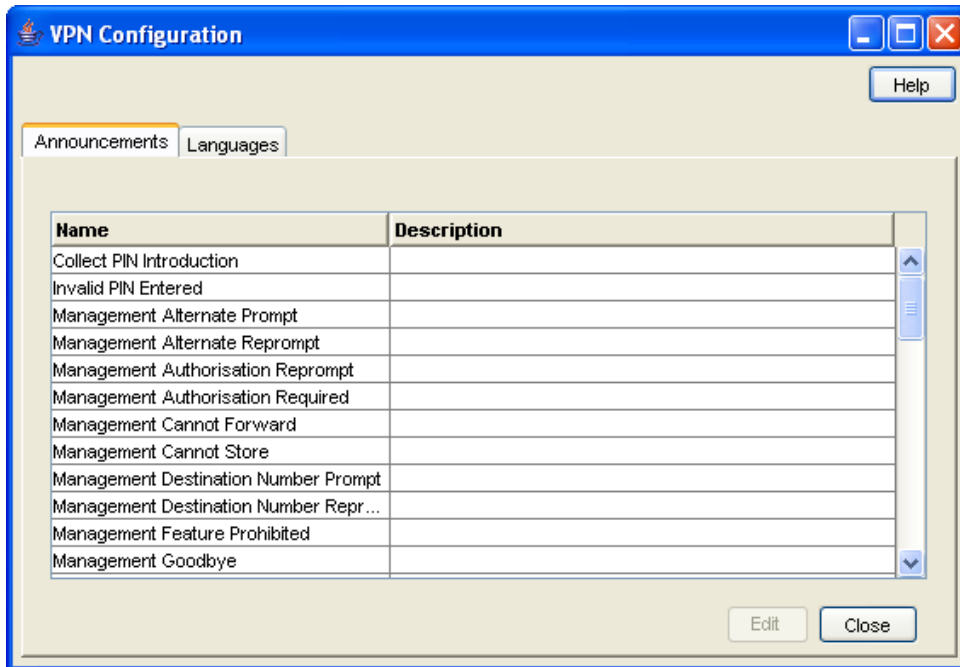 VPN Configuration
Help
Announcements Languages
Name Description
Collect PIN Introduction
Invalid PIN Entered
Management Alternate Prompt
Management Alternate Reprompt
Management Authorisation Reprompt
Management Authorisation Required
Management Cannot Forward
Management Cannot Store
Management Destination Number Prompt
Management Destination Number Repr...
Management Feature Prohibited
Management Goodbye
Edit Close